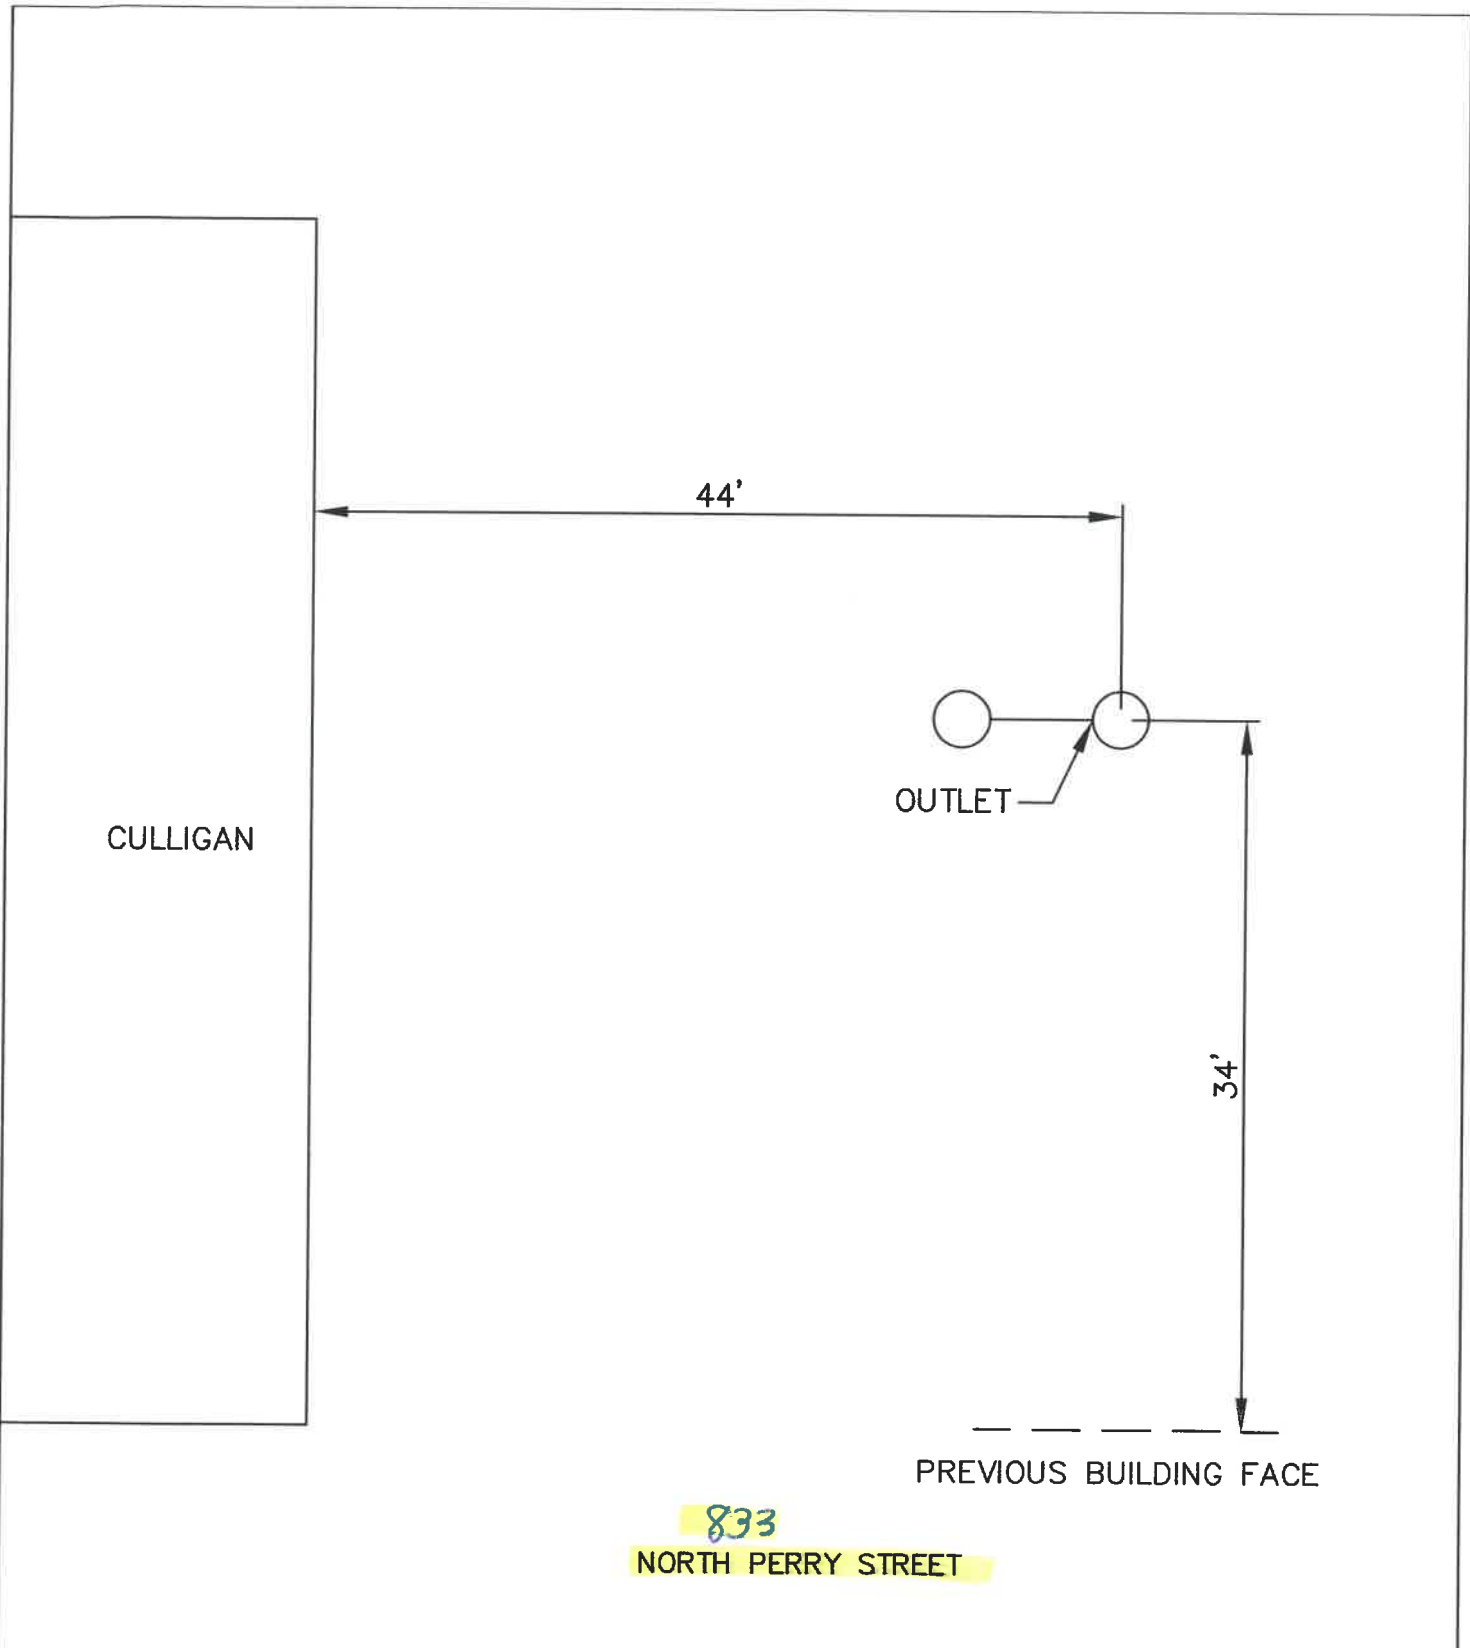 44'
OUTLET
CULLIGAN
34'
PREVIOUS BUILDING FACE
833
NORTH PERRY STREET